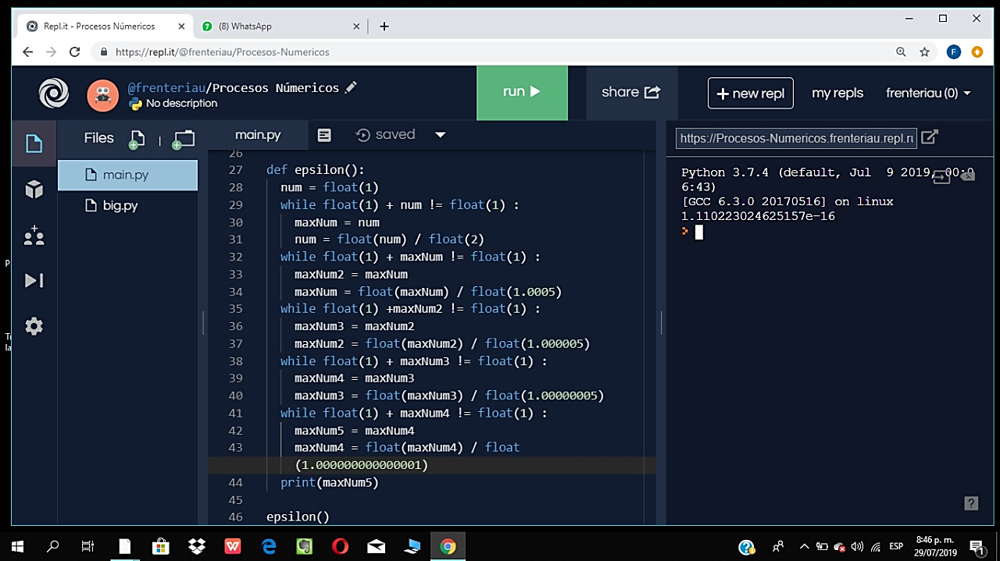 Repl.it - Procesos Númericos
(8) WhatsApp
https://repl.it/@frenteriau/Procesos-Numericos
F
@frenteriau/Procesos Númericos
No description
run
share
+ new repl
my repls
frenteriau (0)
Files
main.py
saved
https://Procesos-Numericos.frenteriau.repl.ru
main.py
big.py
26
27 def epsilon():
28 num = float(1)
29 while float(1) + num != float(1) :
30 maxNum = num
31 num = float(num) / float(2)
32 while float(1) + maxNum != float(1) :
33 maxNum2 = maxNum
34 maxNum = float(maxNum) / float(1.0005)
35 while float(1) +maxNum2 != float(1) :
36 maxNum3 = maxNum2
37 maxNum2 = float(maxNum2) / float(1.000005)
38 while float(1) + maxNum3 != float(1) :
39 maxNum4 = maxNum3
40 maxNum3 = float(maxNum3) / float(1.00000005)
41 while float(1) + maxNum4 != float(1) :
42 maxNum5 = maxNum4
43 maxNum4 = float(maxNum4) / float
(1.000000000000001)
44 print(maxNum5)
45
46 epsilon()
Python 3.7.4 (default, Jul 9 2019, 00:0
6:43)
[GCC 6.3.0 20170516] on linux
1.110223024625157e-16
>
?
P
T
la
W
ESP
8:46 p. m.
29/07/2019
1